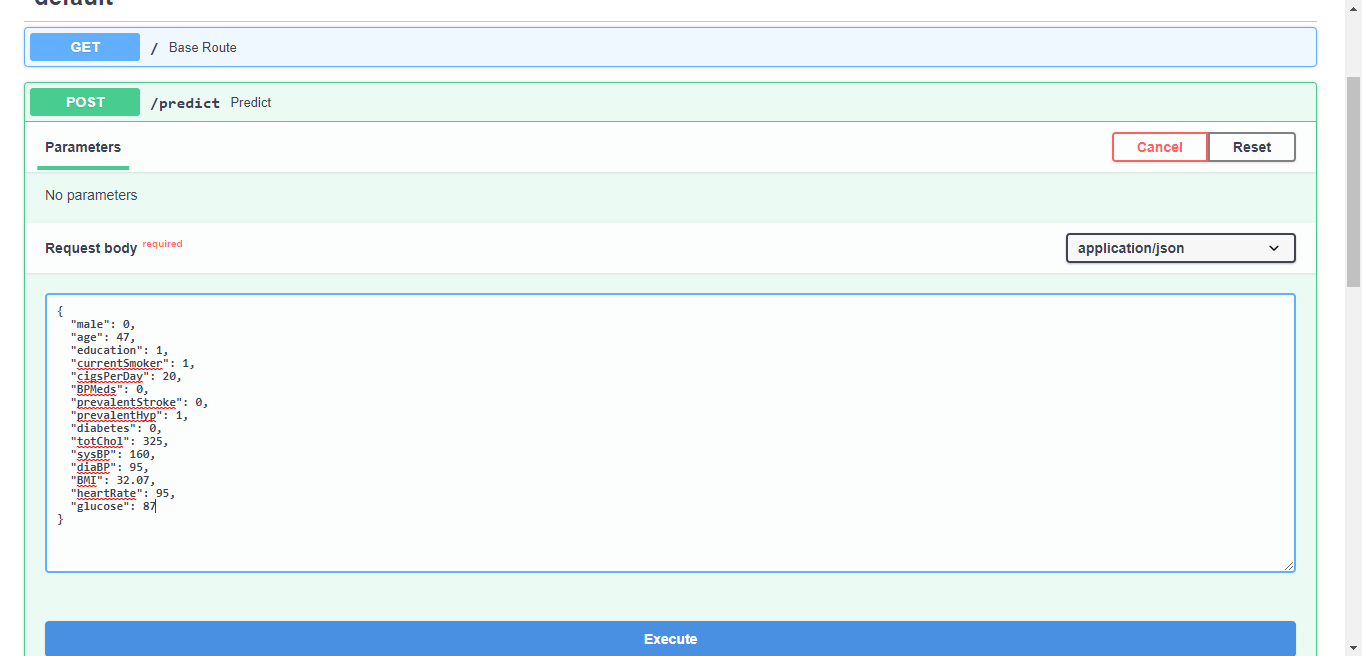 default
GET / Base Route
POST /predict Predict
Parameters
Cancel
Reset
No parameters
Request body required
application/json
{
"male": 0,
"age": 47,
"education": 1,
"currentSmoker": 1,
"cigsPerDay": 20,
"BPMeds": 0,
"prevalentStroke": 0,
"prevalentHyp": 1,
"diabetes": 0,
"totChol": 325,
"sysBP": 160,
"diaBP": 95,
"BMI": 32.07,
"heartRate": 95,
"glucose": 87
}
Execute